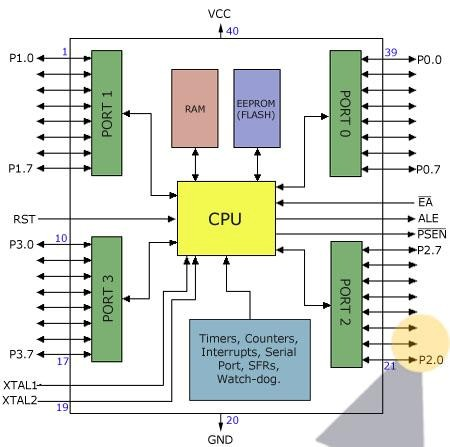 VCC
40
1
39
P1.0
P0.0
PORT 1
RAM
EEPROM
(FLASH)
PORT 0
P1.7
P0.7
CPU
EA
RST
ALE
PSEN
P3.0
10
P2.7
PORT 3
PORT 2
Timers, Counters,
Interrupts, Serial
Port, SFRs,
Watch-dog.
P3.7
P2.0
17
21
XTAL1
XTAL2
19
20
GND